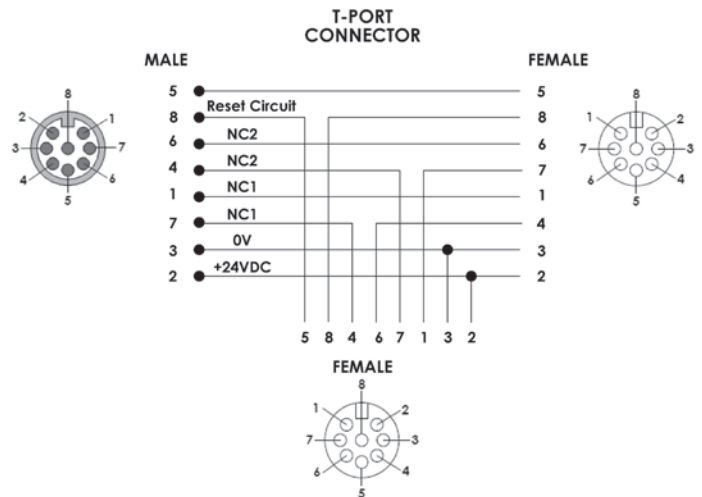 T-PORT
CONNECTOR
MALE
FEMALE
5 5
8 Reset Circuit 8
6 NC2 6
4 NC2 7
1 NC1 1
7 NC1 4
3 0V 3
2 +24VDC 2
8
2 1
3 7
4 6
5
8
1 2
7 3
6 4
5
5 8 4 6 7 1 3 2
FEMALE
8
1 2
7 3
6 4
5